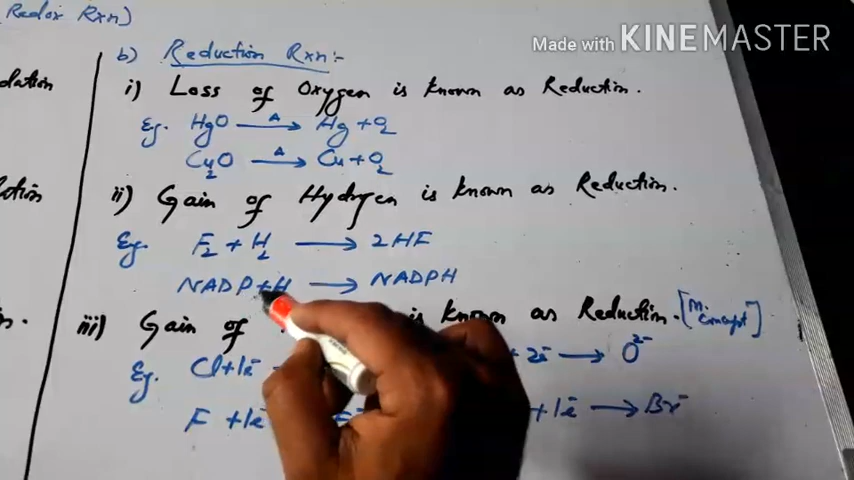 (Redox Rxn)
Made with KINEMASTER
b) Reduction Rxn:-
i) Loss of Oxygen is known as Reduction.
Eg. HgO —Δ→ Hg + O₂
Cu₂O —Δ→ Cu + O₂
ii) Gain of Hydrogen is known as Reduction.
Eg. F₂ + H₂ → 2HF
NADP + H → NADPH
iii) Gain of is known as Reduction. [M. Concept]
Eg. Cl + 1e⁻ + 2e⁻ → O²⁻
F + 1e⁻ + 1e⁻ → Br⁻